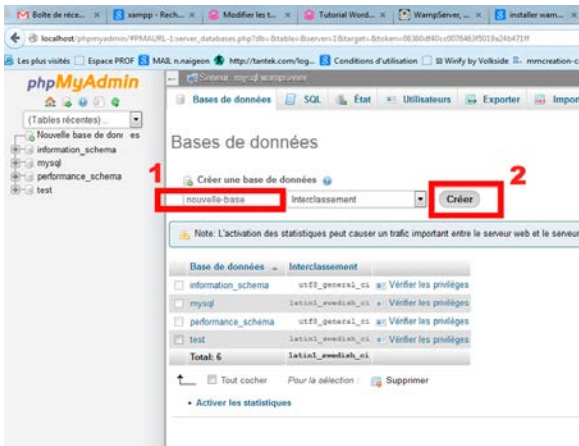 Boîte de réce...
xampp - Rech...
Modifier les t...
Tutorial Word...
WampServer, ...
installer wam...
localhost/phpmyadmin/#PMAURL-1:server_databases.php?db=&table=&server=1&target=&token=
Les plus visités Espace PROF MAIL n.naigeon http://tantek.com/log... Conditions d'utilisation Winify by Volkside mmcreation-c
phpMyAdmin
(Tables récentes) ...
Nouvelle base de données
information_schema
mysql
performance_schema
test
Serveur: mysql wampserver
Bases de données SQL État Utilisateurs Exporter Impor
Bases de données
1
2
Créer une base de données
nouvelle-base Interclassement Créer
Note: L'activation des statistiques peut causer un trafic important entre le serveur web et le serveur
Base de données Interclassement
information_schema utf8_general_ci Vérifier les privilèges
mysql latin1_swedish_ci Vérifier les privilèges
performance_schema utf8_general_ci Vérifier les privilèges
test latin1_swedish_ci Vérifier les privilèges
Total: 6 latin1_swedish_ci
Tout cocher Pour la sélection : Supprimer
Activer les statistiques